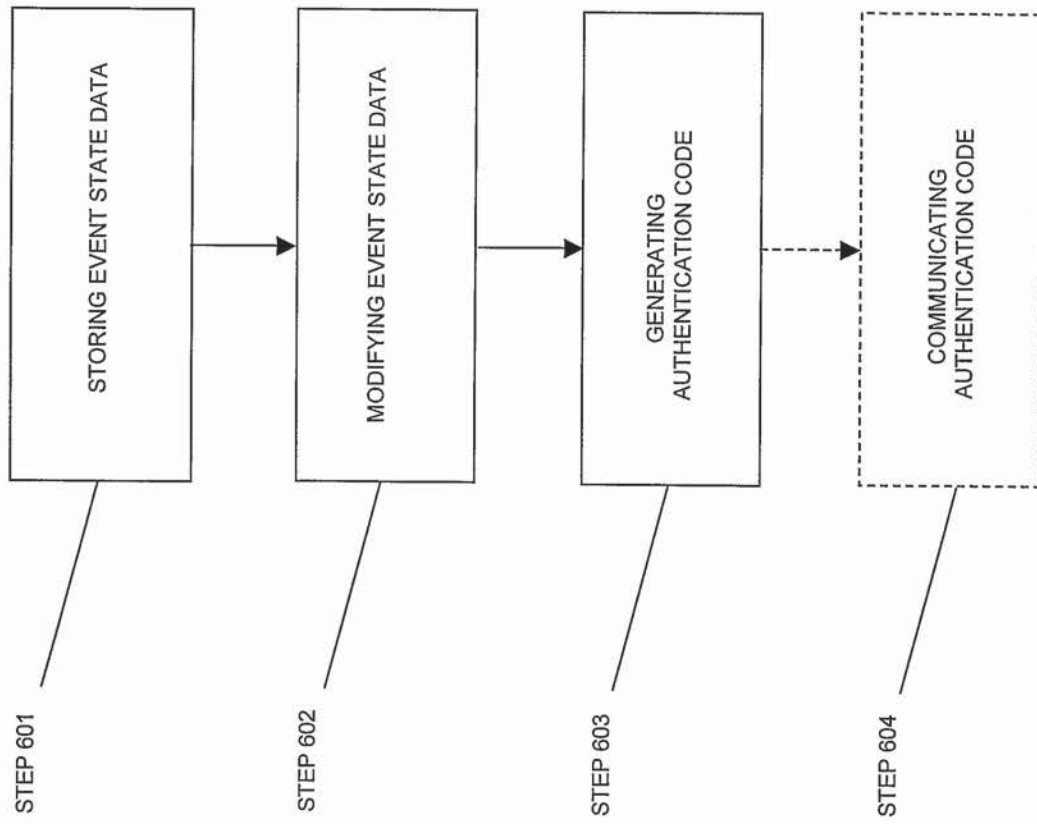 STEP 601
STORING EVENT STATE DATA
STEP 602
MODIFYING EVENT STATE DATA
STEP 603
GENERATING
AUTHENTICATION CODE
STEP 604
COMMUNICATING
AUTHENTICATION CODE